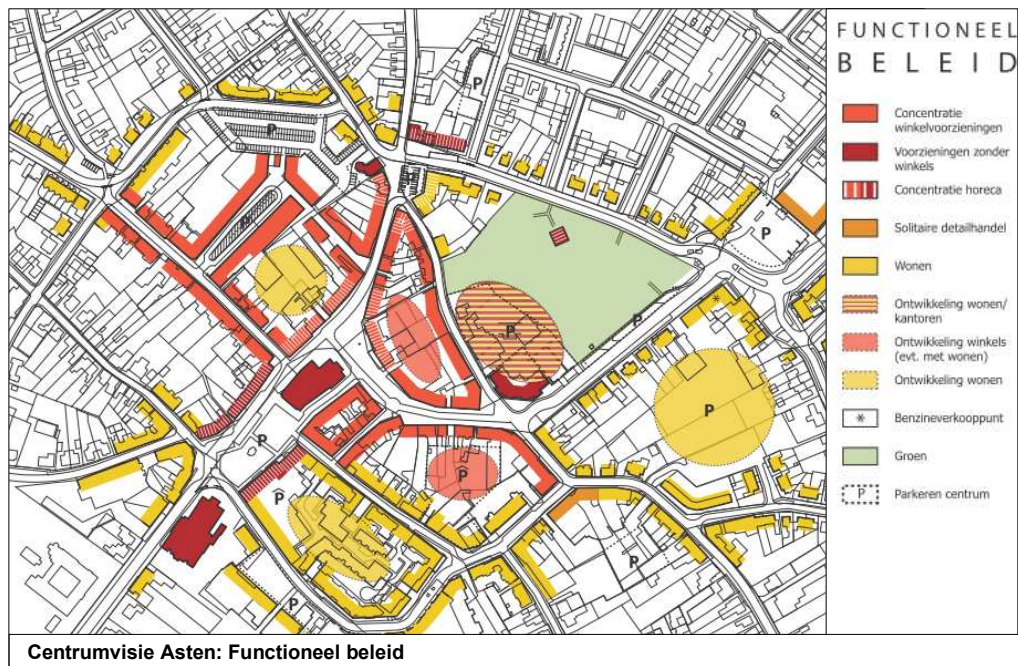 FUNCTIONEEL
BELEID
Concentratie
winkelvoorzieningen
Voorzieningen zonder
winkels
Concentratie horeca
Solitaire detailhandel
Wonen
Ontwikkeling wonen/
kantoren
Ontwikkeling winkels
(evt. met wonen)
Ontwikkeling wonen
* Benzineverkooppunt
Groen
P Parkeren centrum
P
P
P
P
P
P
P
P
P
P
P
P
P
P
*
Centrumvisie Asten: Functioneel beleid